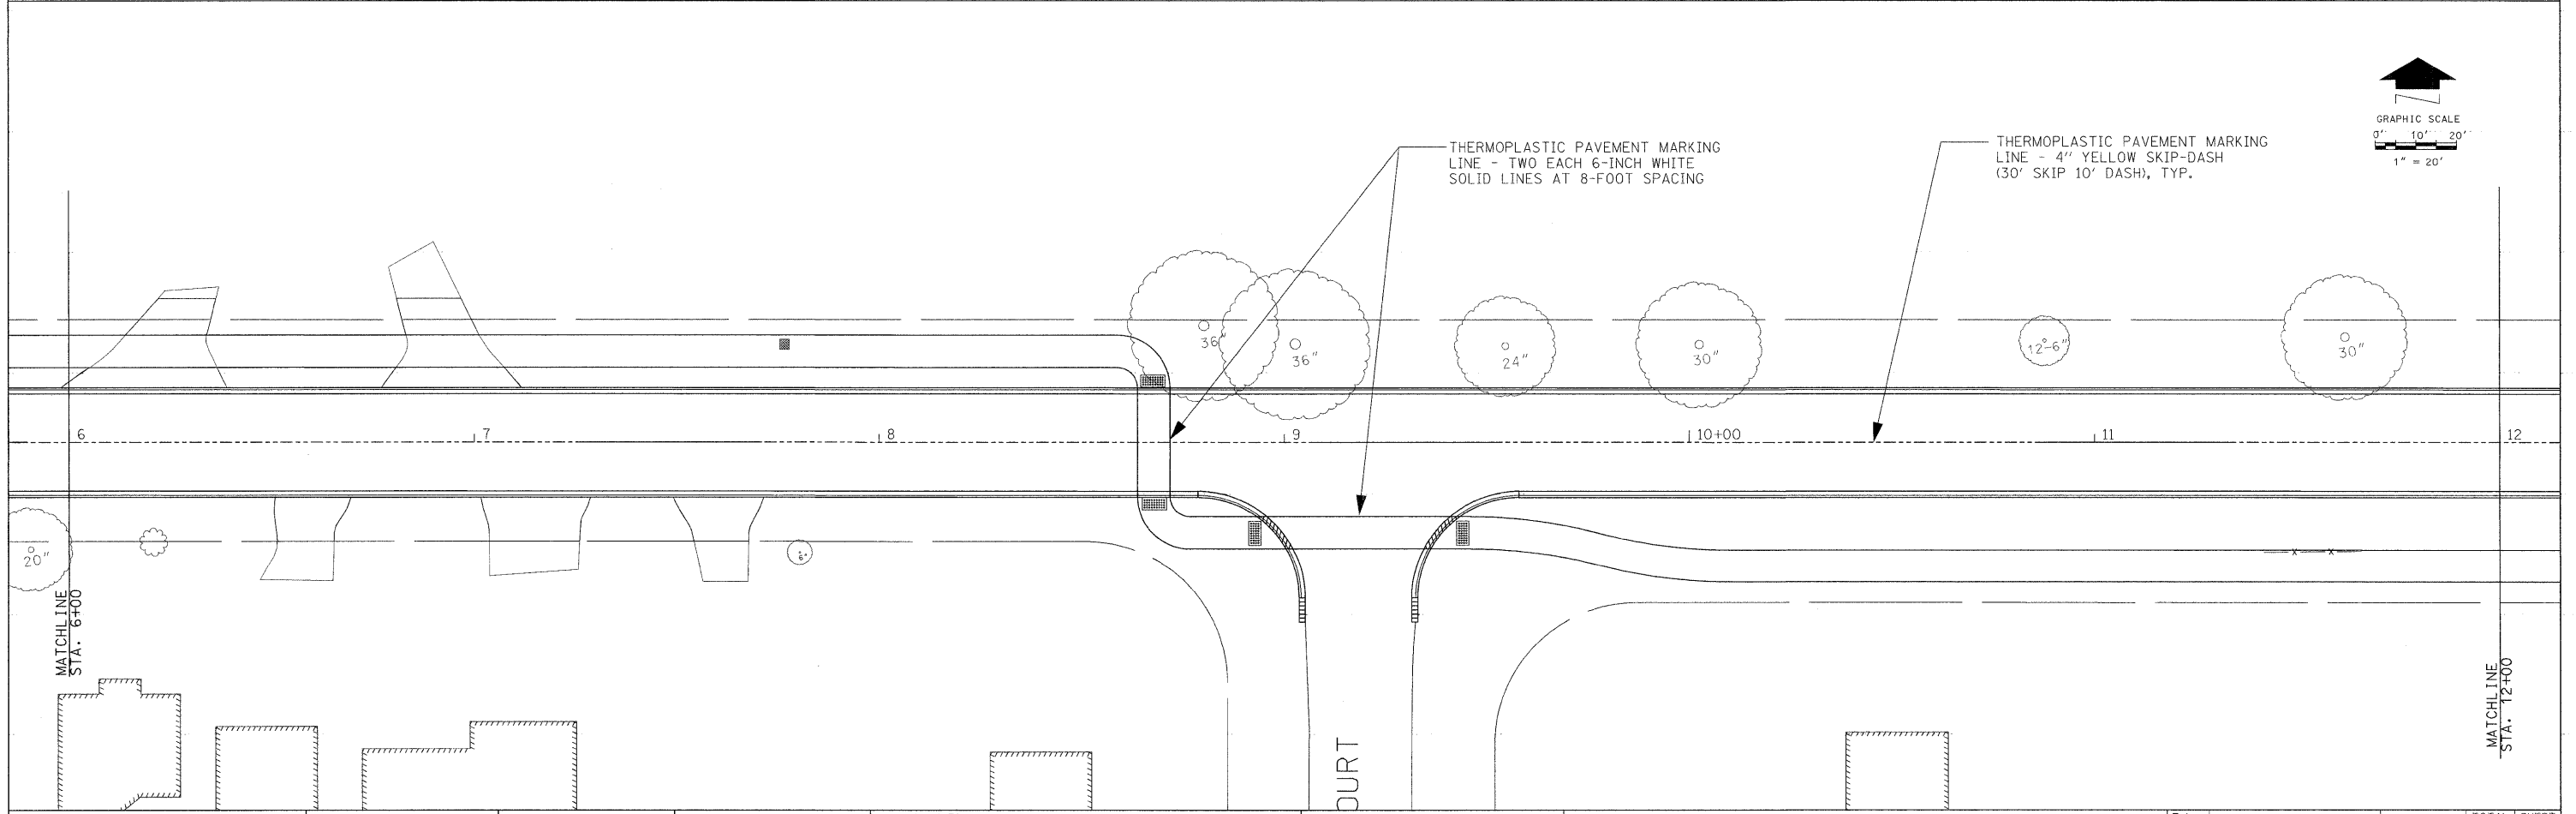 GRAPHIC SCALE
0' 10' 20'
1" = 20'
THERMOPLASTIC PAVEMENT MARKING
LINE - TWO EACH 6-INCH WHITE
SOLID LINES AT 8-FOOT SPACING
THERMOPLASTIC PAVEMENT MARKING
LINE - 4" YELLOW SKIP-DASH
(30' SKIP 10' DASH), TYP.
36"
36"
24"
30"
12-6"
30"
6
7
8
9
10+00
11
12
20"
6"
X X
MATCHLINE
STA. 6+00
MATCHLINE
STA. 12+00
OURT